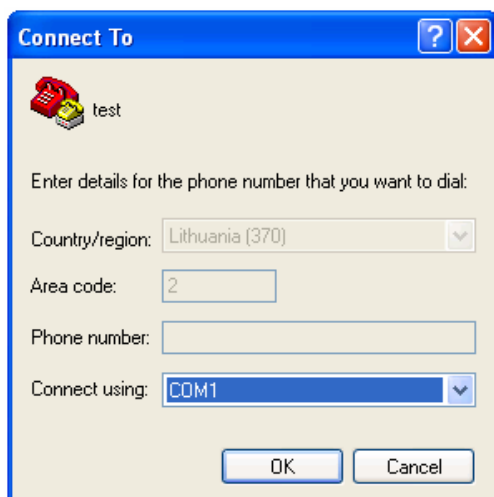 Connect To
test
Enter details for the phone number that you want to dial:
Country/region: Lithuania (370)
Area code: 2
Phone number:
Connect using: COM1
OK Cancel